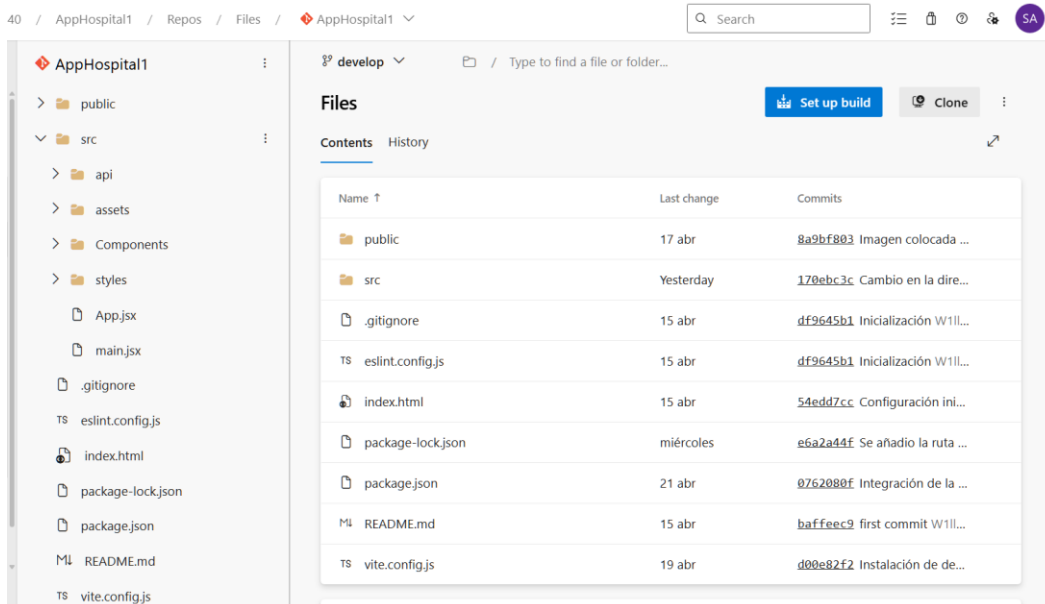 40 / AppHospital1 / Repos / Files / AppHospital1
Search
SA
AppHospital1
public
src
api
assets
Components
styles
App.jsx
main.jsx
.gitignore
TS eslint.config.js
index.html
package-lock.json
package.json
M↓ README.md
TS vite.config.js
develop
/ Type to find a file or folder...
Files
Set up build
Clone
Contents History
Name ↑ Last change Commits
public 17 abr 8a9bf803 Imagen colocada ...
src Yesterday 170ebc3c Cambio en la dire...
.gitignore 15 abr df9645b1 Inicialización W1ll...
TS eslint.config.js 15 abr df9645b1 Inicialización W1ll...
index.html 15 abr 54edd7cc Configuración ini...
package-lock.json miércoles e6a2a44f Se añadio la ruta ...
package.json 21 abr 0762080f Integración de la ...
M↓ README.md 15 abr baffeec9 first commit W1ll...
TS vite.config.js 19 abr d00e82f2 Instalación de de...